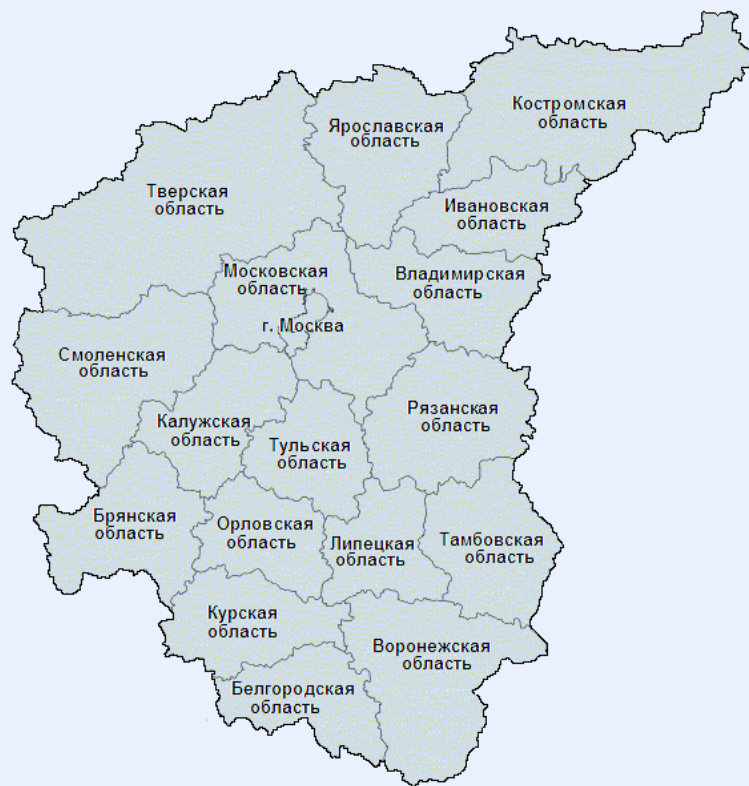 Костромская
область
Ярославская
область
Тверская
область
Ивановская
область
Московская
область
Владимирская
область
г. Москва
Смоленская
область
Калужская
область
Рязанская
область
Тульская
область
Брянская
область
Орловская
область
Липецкая
область
Тамбовская
область
Курская
область
Воронежская
область
Белгородская
область